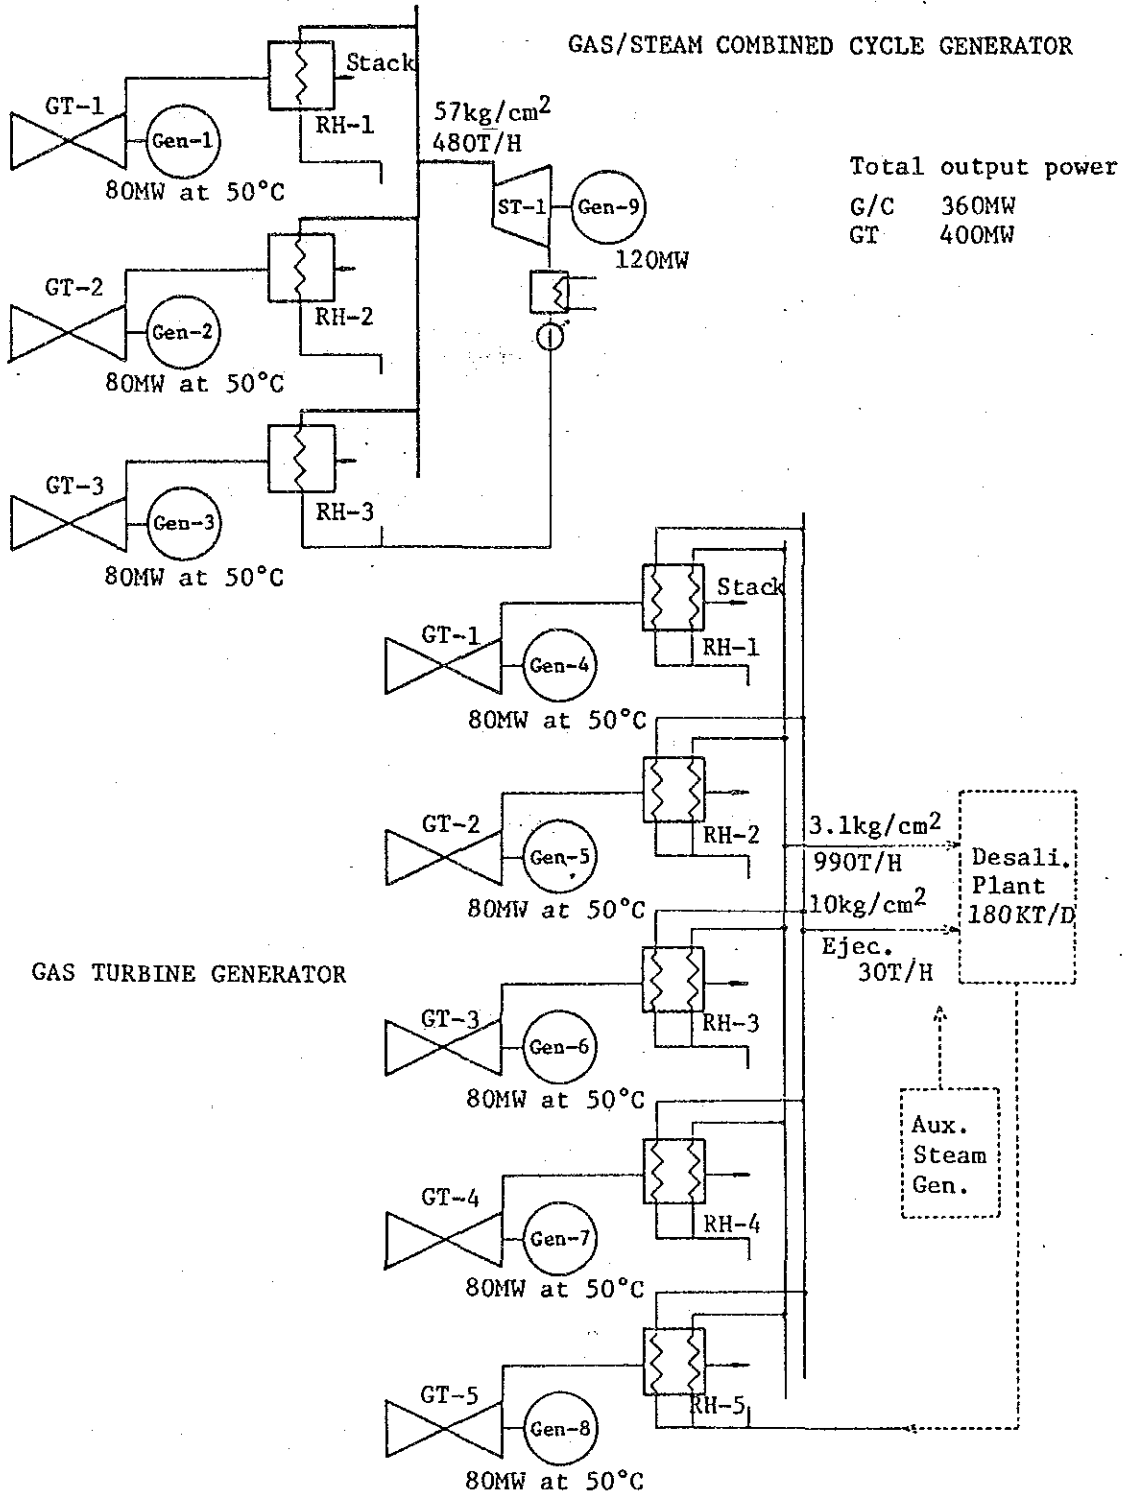 GAS/STEAM COMBINED CYCLE GENERATOR
Stack
GT-1
Gen-1
RH-1
80MW at 50°C
57kg/cm2
480T/H
Total output power
G/C 360MW
GT 400MW
ST-1
Gen-9
120MW
GT-2
Gen-2
RH-2
80MW at 50°C
GT-3
Gen-3
RH-3
80MW at 50°C
Stack
GT-1
Gen-4
RH-1
80MW at 50°C
GT-2
Gen-5
RH-2
80MW at 50°C
3.1kg/cm2
990T/H
10kg/cm2
Ejec.
30T/H
Desali.
Plant
180KT/D
GAS TURBINE GENERATOR
GT-3
Gen-6
RH-3
80MW at 50°C
Aux.
Steam
Gen.
GT-4
Gen-7
RH-4
80MW at 50°C
GT-5
Gen-8
RH-5
80MW at 50°C